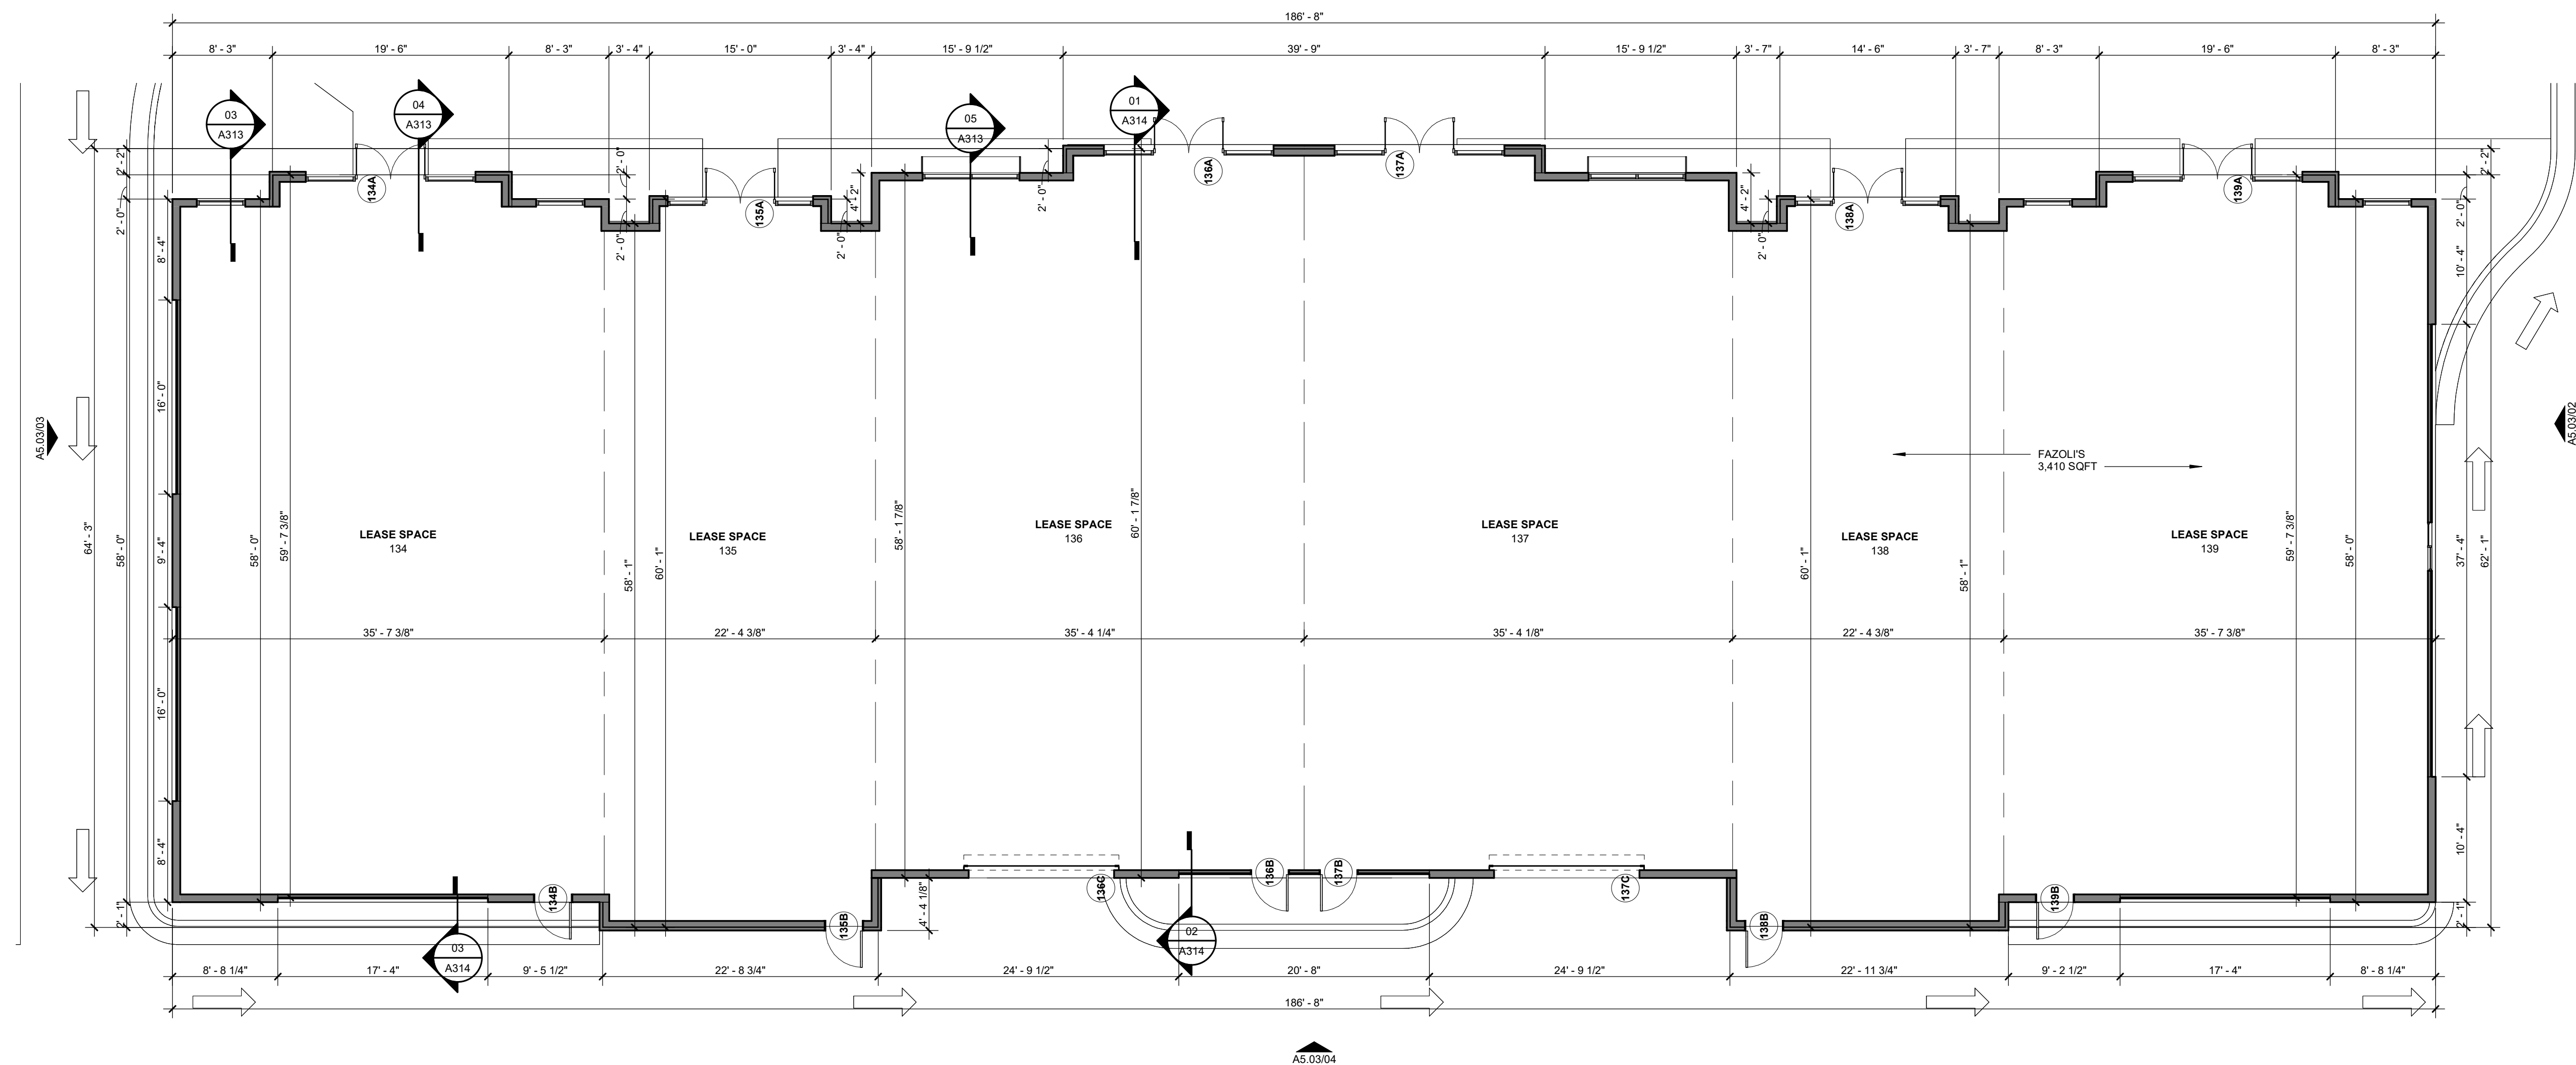 186' - 8"
8' - 3"
19' - 6"
8' - 3"
3' - 4"
15' - 0"
3' - 4"
15' - 9 1/2"
39' - 9"
15' - 9 1/2"
3' - 7"
14' - 6"
3' - 7"
8' - 3"
19' - 6"
8' - 3"
03
A313
04
A313
05
A313
01
A314
2' - 2"
2' - 0"
2' - 0"
2' - 0"
4' - 2"
2' - 0"
2' - 0"
4' - 2"
2' - 0"
2' - 2"
2' - 0"
134A
135A
136A
137A
138A
139A
8' - 4"
16' - 0"
9' - 4"
16' - 0"
8' - 4"
10' - 4"
37' - 4"
10' - 4"
A5.03/03
A5.03/02
64' - 3"
58' - 0"
58' - 0"
59' - 7 3/8"
58' - 1"
60' - 1"
58' - 1 7/8"
60' - 1 7/8"
60' - 1"
58' - 1"
59' - 7 3/8"
58' - 0"
62' - 1"
FAZOLI'S
3,410 SQFT
LEASE SPACE
134
LEASE SPACE
135
LEASE SPACE
136
LEASE SPACE
137
LEASE SPACE
138
LEASE SPACE
139
35' - 7 3/8"
22' - 4 3/8"
35' - 4 1/4"
35' - 4 1/8"
22' - 4 3/8"
35' - 7 3/8"
2' - 1"
4' - 4 1/8"
2' - 1"
134B
135B
136C
136B
137B
137C
138B
139B
03
A314
02
A314
8' - 8 1/4"
17' - 4"
9' - 5 1/2"
22' - 8 3/4"
24' - 9 1/2"
20' - 8"
24' - 9 1/2"
22' - 11 3/4"
9' - 2 1/2"
17' - 4"
8' - 8 1/4"
186' - 8"
A5.03/04